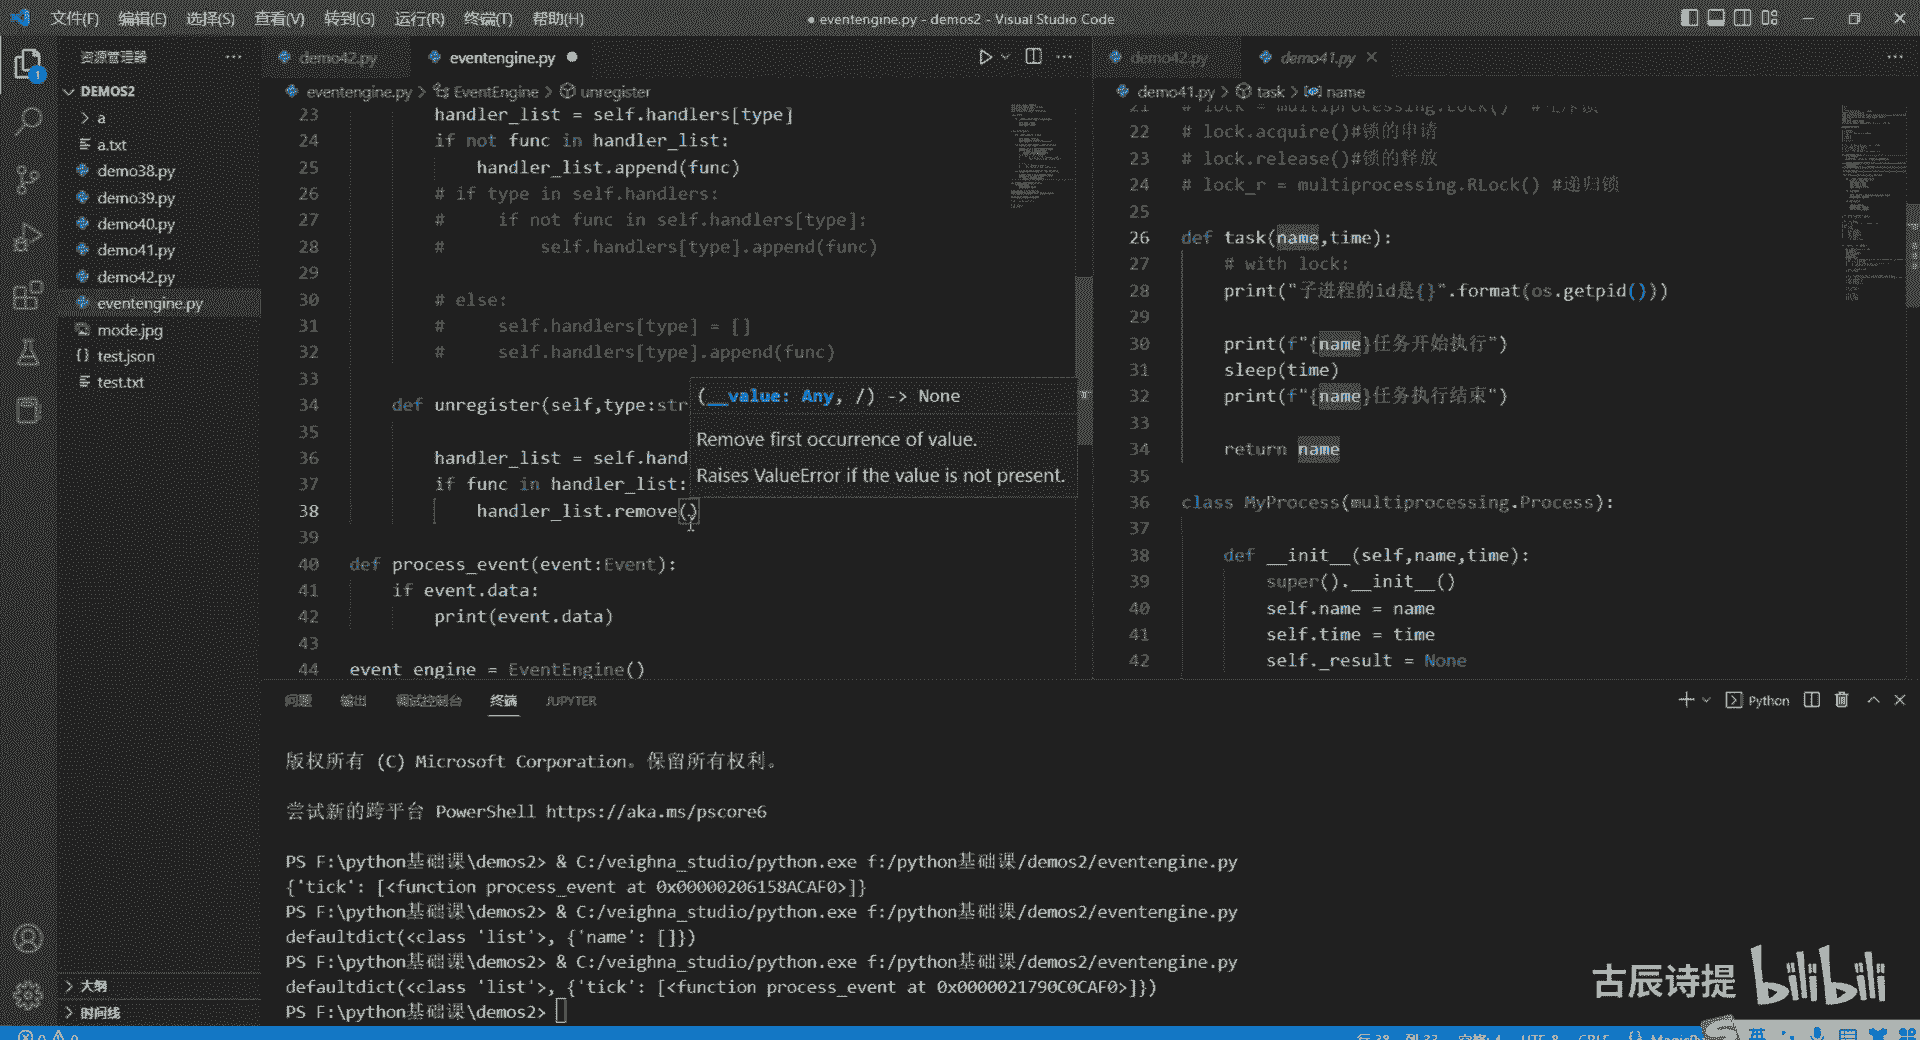 文件(F) 编辑(E) 选择(S) 查看(V) 转到(G) 运行(R) 终端(T) 帮助(H)
● eventengine.py - demos2 - Visual Studio Code
资源管理器
DEMOS2
a
a.txt
demo38.py
demo39.py
demo40.py
demo41.py
demo42.py
eventengine.py
mode.jpg
test.json
test.txt
大纲
时间线
demo42.py eventengine.py
eventengine.py > EventEngine > unregister
23 handler_list = self.handlers[type]
24 if not func in handler_list:
25 handler_list.append(func)
26 # if type in self.handlers:
27 # if not func in self.handlers[type]:
28 # self.handlers[type].append(func)
29
30 # else:
31 # self.handlers[type] = []
32 # self.handlers[type].append(func)
33
34 def unregister(self,type:str
35
36 handler_list = self.hand
37 if func in handler_list:
38 handler_list.remove()
39
40 def process_event(event:Event):
41 if event.data:
42 print(event.data)
43
44 event_engine = EventEngine()
(__value: Any, /) -> None
Remove first occurrence of value.
Raises ValueError if the value is not present.
demo42.py demo41.py
demo41.py > task > name
22 # lock.acquire()#锁的申请
23 # lock.release()#锁的释放
24 # lock_r = multiprocessing.RLock() #递归锁
25
26 def task(name,time):
27 # with lock:
28 print("子进程的id是{}".format(os.getpid()))
29
30 print(f"{name}任务开始执行")
31 sleep(time)
32 print(f"{name}任务执行结束")
33
34 return name
35
36 class MyProcess(multiprocessing.Process):
37
38 def __init__(self,name,time):
39 super().__init__()
40 self.name = name
41 self.time = time
42 self._result = None
问题 输出 调试控制台 终端 JUPYTER
Python
版权所有 (C) Microsoft Corporation。保留所有权利。
尝试新的跨平台 PowerShell https://aka.ms/pscore6
PS F:\python基础课\demos2> & C:/veighna_studio/python.exe f:/python基础课/demos2/eventengine.py
{'tick': [<function process_event at 0x00000206158ACAF0>]}
PS F:\python基础课\demos2> & C:/veighna_studio/python.exe f:/python基础课/demos2/eventengine.py
defaultdict(<class 'list'>, {'name': []})
PS F:\python基础课\demos2> & C:/veighna_studio/python.exe f:/python基础课/demos2/eventengine.py
defaultdict(<class 'list'>, {'tick': [<function process_event at 0x0000021790C0CAF0>]})
PS F:\python基础课\demos2>
古辰诗提 bilibili